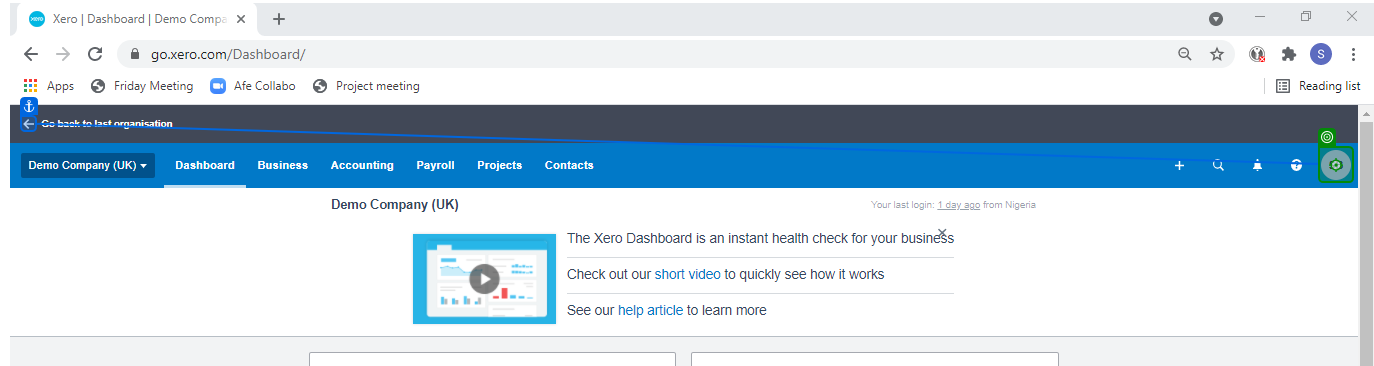 Xero | Dashboard | Demo Compa
go.xero.com/Dashboard/
S
Apps Friday Meeting Afe Collabo Project meeting Reading list
Go back to last organisation
Demo Company (UK) Dashboard Business Accounting Payroll Projects Contacts
Demo Company (UK)
Your last login: 1 day ago from Nigeria
The Xero Dashboard is an instant health check for your business
Check out our short video to quickly see how it works
See our help article to learn more